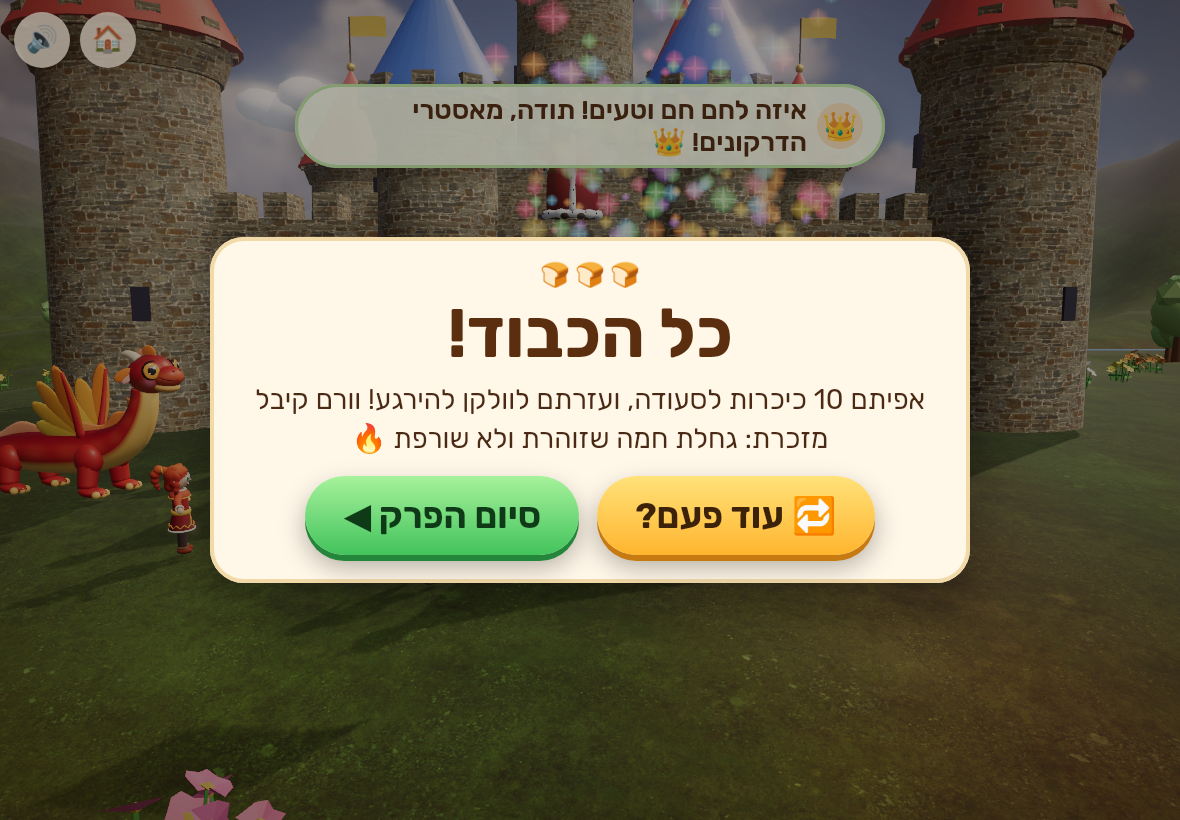 איזה לחם חם וטעים! תודה, מאסטרי
הדרקונים! 👑
כל הכבוד!
אפיתם 10 כיכרות לסעודה, ועזרתם לוולקן להירגע! וורם קיבל
מזכרת: גחלת חמה שזוהרת ולא שורפת 🔥
🔁 עוד פעם?
סיום הפרק ◀